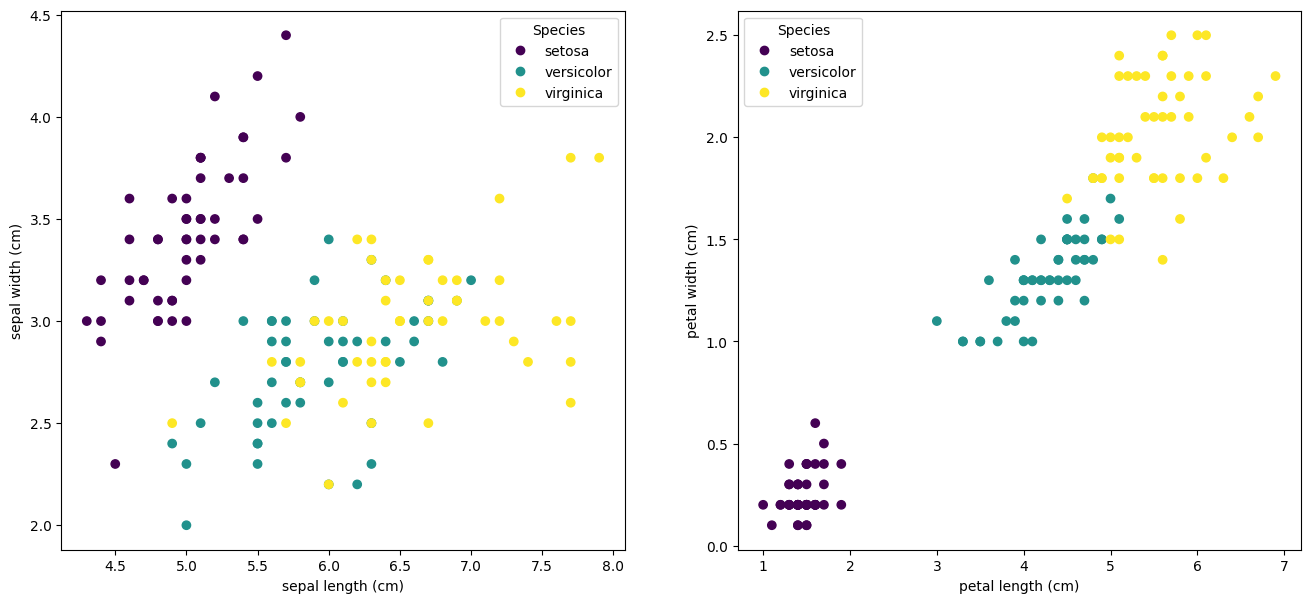 4.5
4.0
3.5
3.0
2.5
2.0
sepal width (cm)
4.5 5.0 5.5 6.0 6.5 7.0 7.5 8.0
sepal length (cm)
Species
setosa
versicolor
virginica
2.5
2.0
1.5
1.0
0.5
0.0
petal width (cm)
1 2 3 4 5 6 7
petal length (cm)
Species
setosa
versicolor
virginica